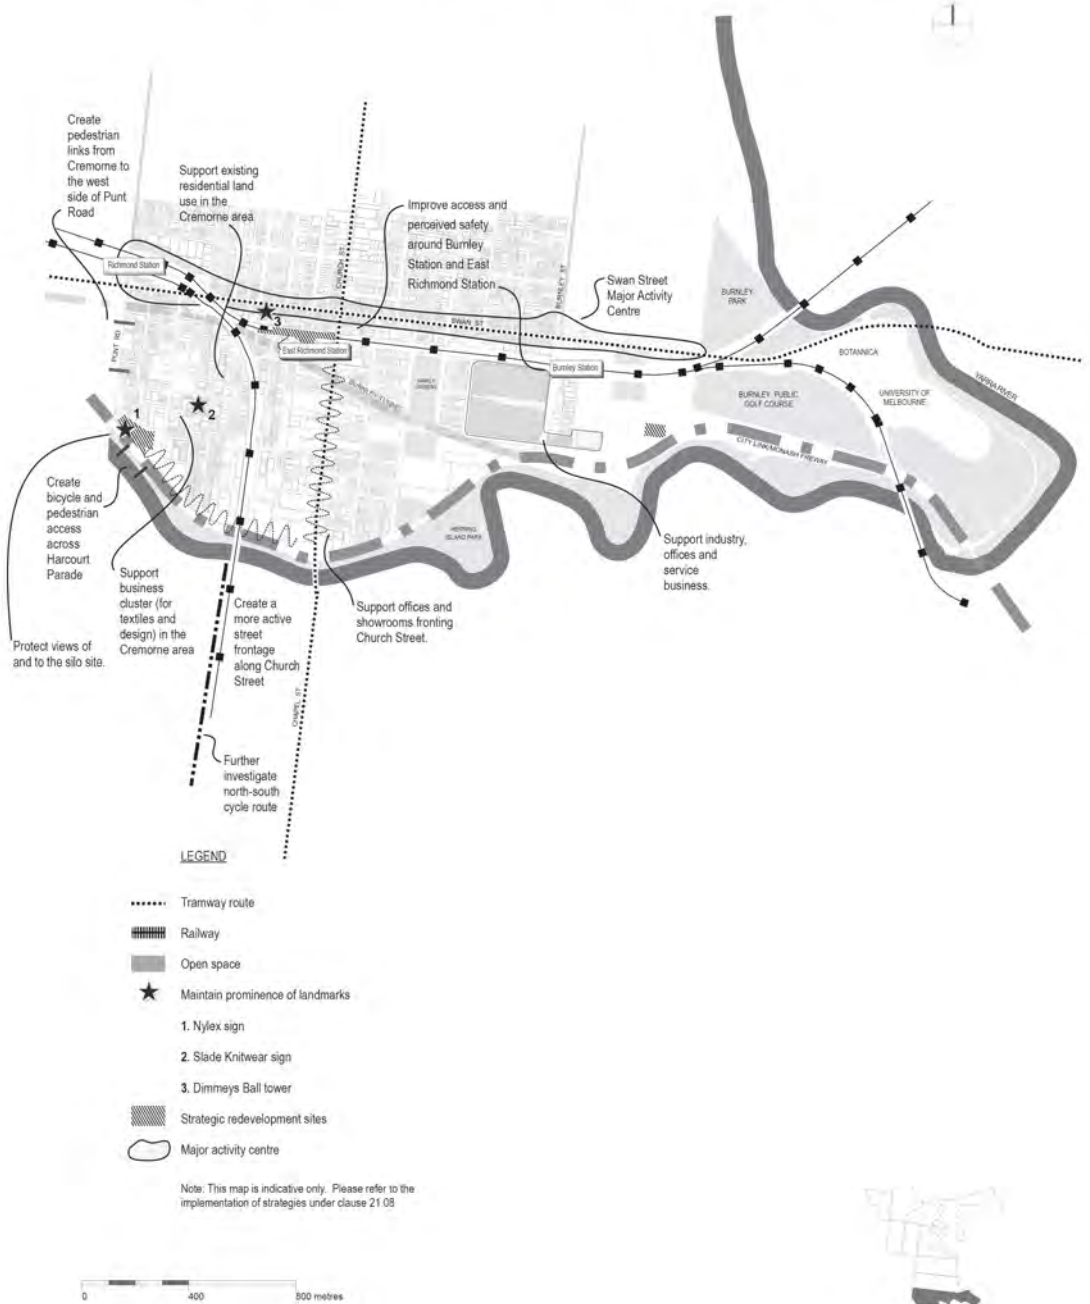 Create
pedestrian
links from
Cremorne to
the west
side of Punt
Road
Support existing
residential land
use in the
Cremorne area
Improve access and
perceived safety
around Burnley
Station and East
Richmond Station
Swan Street
Major Activity
Centre
Richmond Station
CHURCH ST
BURNLEY ST
BURNLEY
PARK
3
SWAN ST
East Richmond Station
Burnley Station
PUNT RD
BOTANNICA
YARRA RIVER
UNIVERSITY OF
MELBOURNE
BURNLEY PUBLIC
GOLF COURSE
1
2
CITY LINK/MONASH FREWAY
Create
bicycle and
pedestrian
access
across
Harcourt
Parade
HERRING
ISLAND PARK
Support industry,
offices and
service
business.
Support
business
cluster (for
textiles and
design) in the
Cremorne area
Create a
more active
street
frontage
along Church
Street
Support offices and
showrooms fronting
Church Street.
Protect views of
and to the silo site.
CHAPEL ST
Further
investigate
north-south
cycle route
LEGEND
Tramway route
Railway
Open space
Maintain prominence of landmarks
1. Nylex sign
2. Slade Knitwear sign
3. Dimmeys Ball tower
Strategic redevelopment sites
Major activity centre
Note: This map is indicative only. Please refer to the
implementation of strategies under clause 21.08
0 400 800 metres